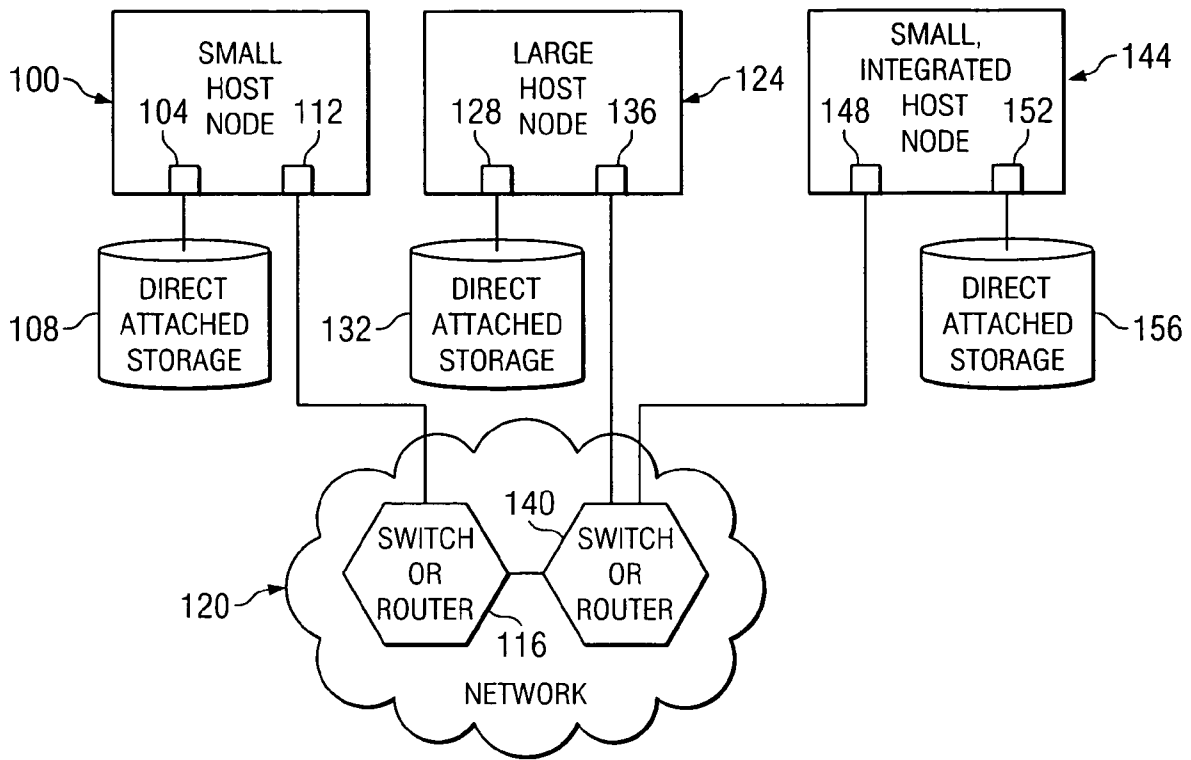 SMALL
HOST
NODE
100
104
112
LARGE
HOST
NODE
124
128
136
SMALL,
INTEGRATED
HOST
NODE
144
148
152
DIRECT
ATTACHED
STORAGE
108
DIRECT
ATTACHED
STORAGE
132
DIRECT
ATTACHED
STORAGE
156
SWITCH
OR
ROUTER
116
140
SWITCH
OR
ROUTER
120
NETWORK